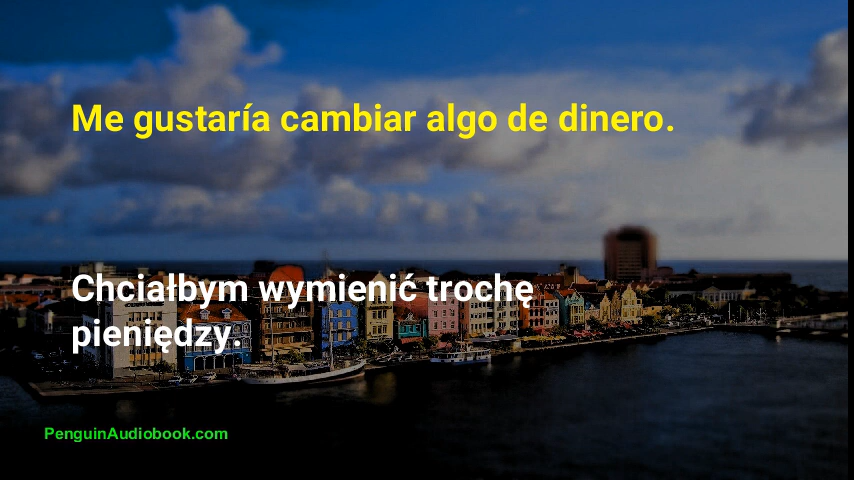 Me gustaría cambiar algo de dinero.
Chciałbym wymienić trochę
pieniędzy.
PenguinAudiobook.com